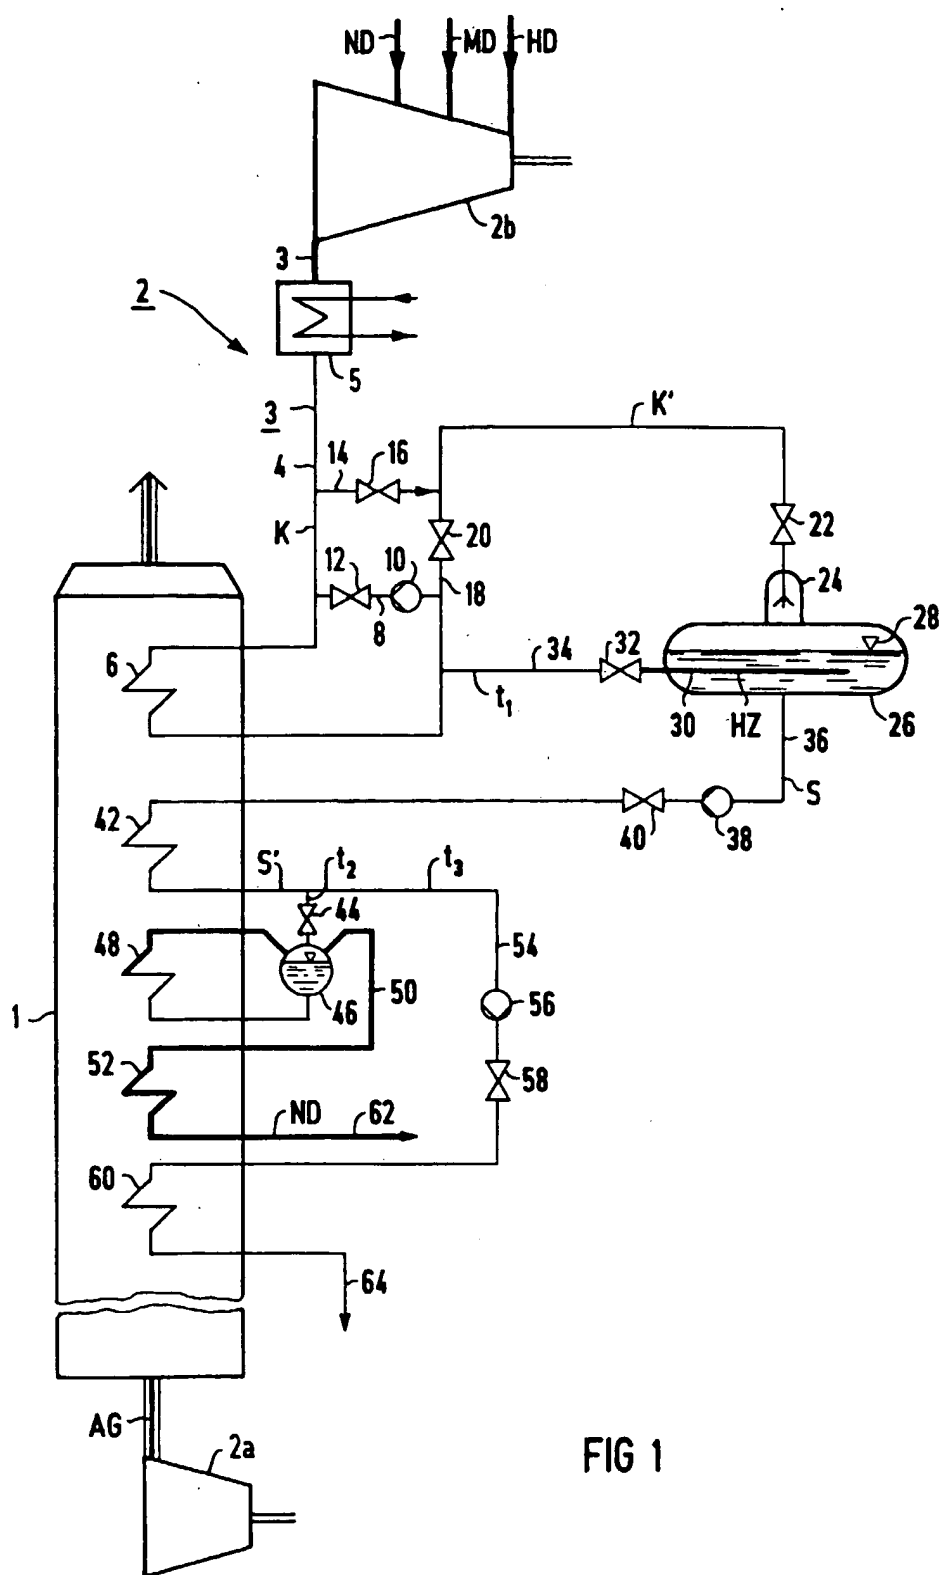 ND MD HD
2b
3
2
5
3
K'
4 14 16
K 20 22
12 10 18 24
8 28
6 34 32
t₁ 30 HZ 26
36
S
42 40 38
S' t₂ t₃
44
48 54
46 50 56
1
52 58
ND 62
60
64
AG
2a
FIG 1